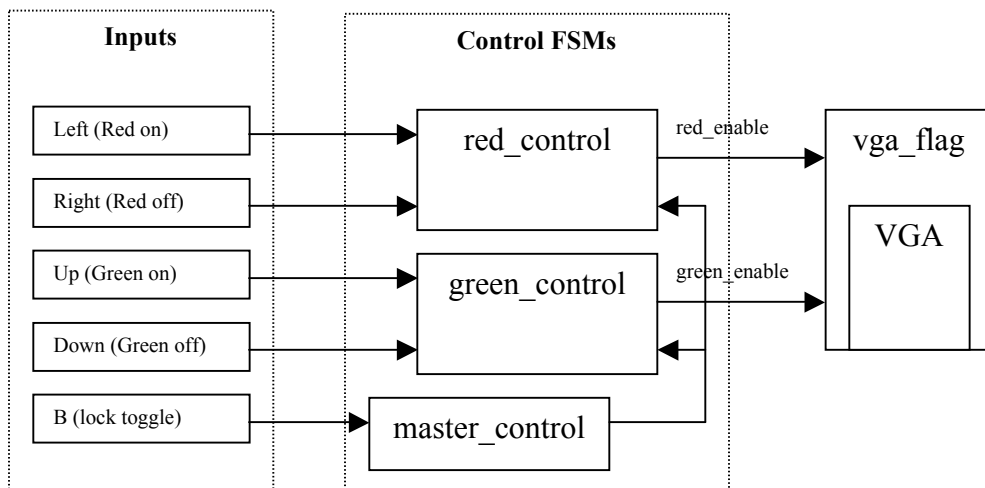 Inputs
Control FSMs
Left (Red on)
red_control
red_enable
vga_flag
Right (Red off)
VGA
Up (Green on)
green_control
green_enable
Down (Green off)
B (lock toggle)
master_control